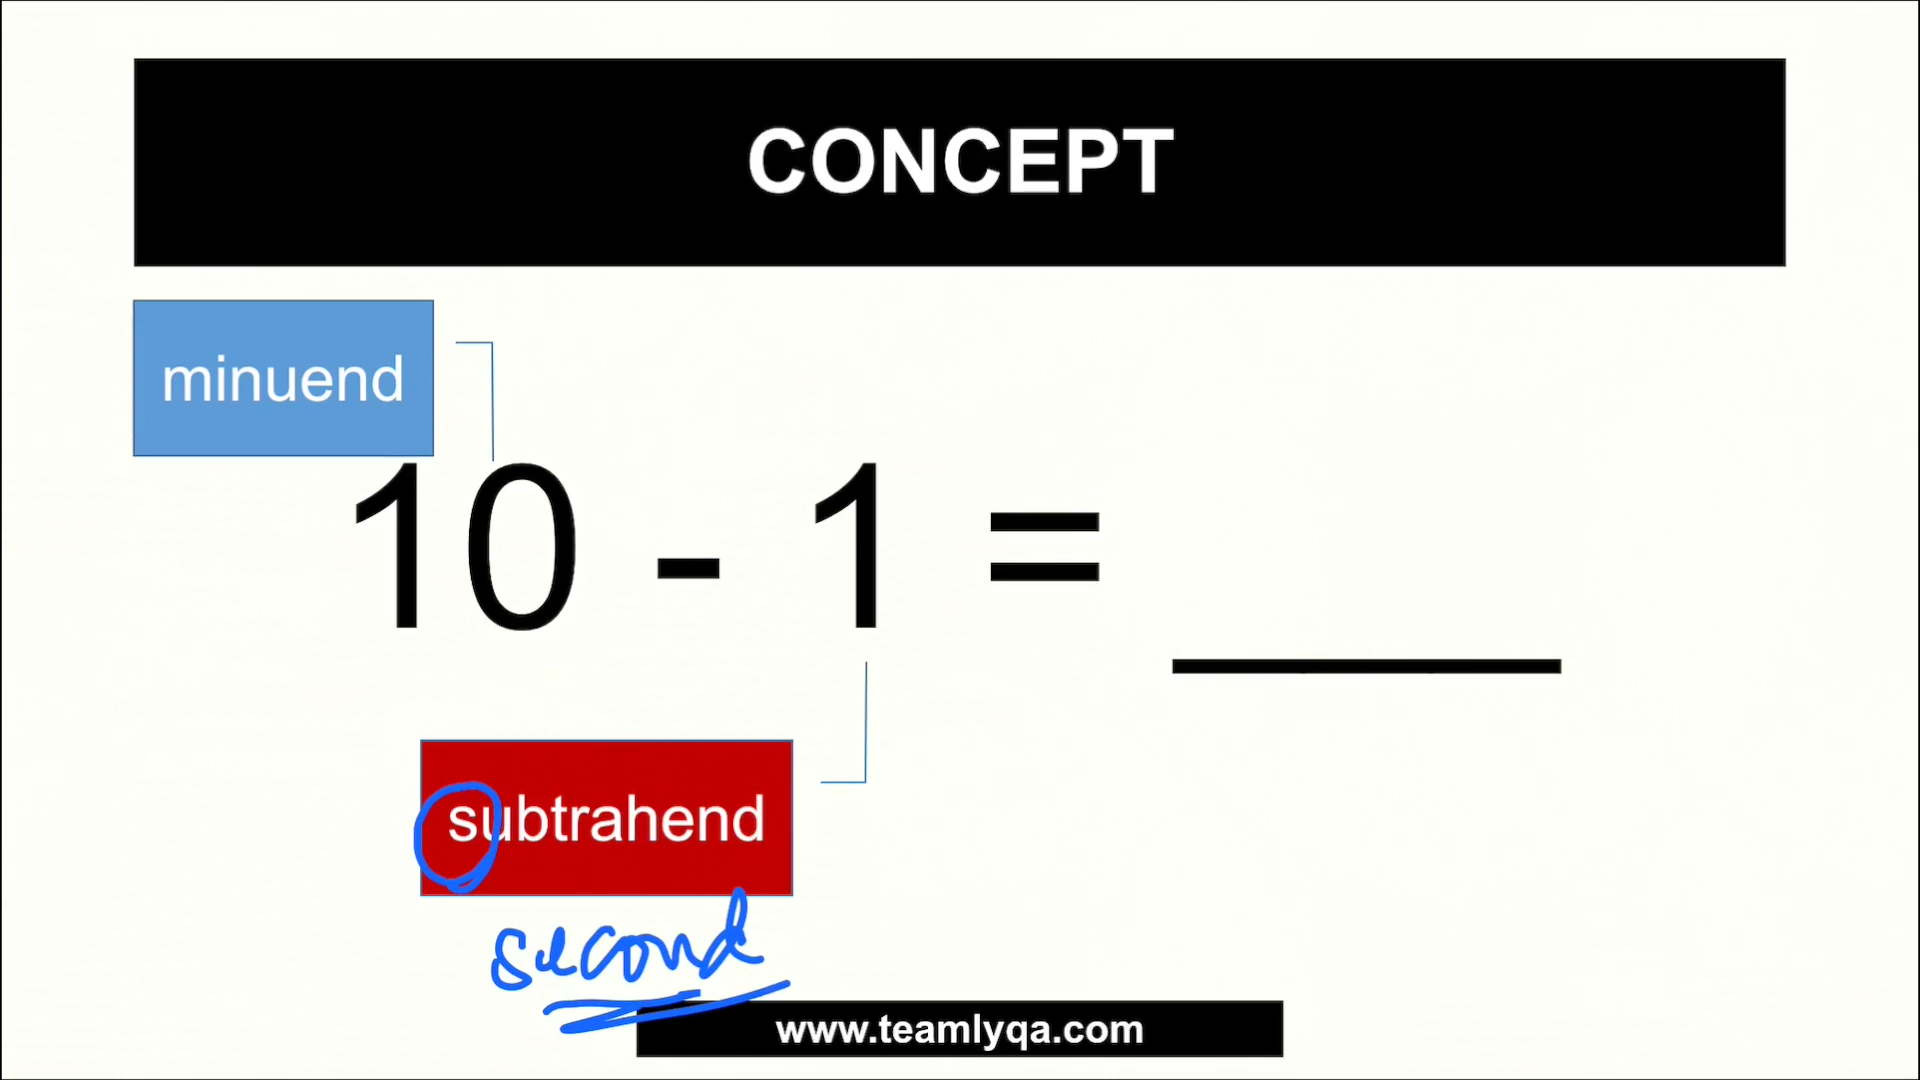 CONCEPT
minuend
10 - 1 = ____
subtrahend
second
www.teamlyqa.com